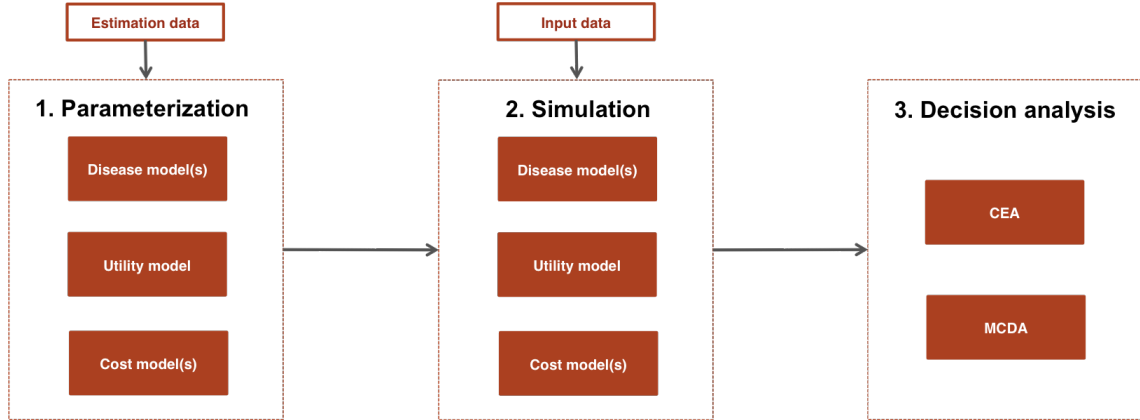 Estimation data
Input data
1. Parameterization
Disease model(s)
Utility model
Cost model(s)
2. Simulation
Disease model(s)
Utility model
Cost model(s)
3. Decision analysis
CEA
MCDA